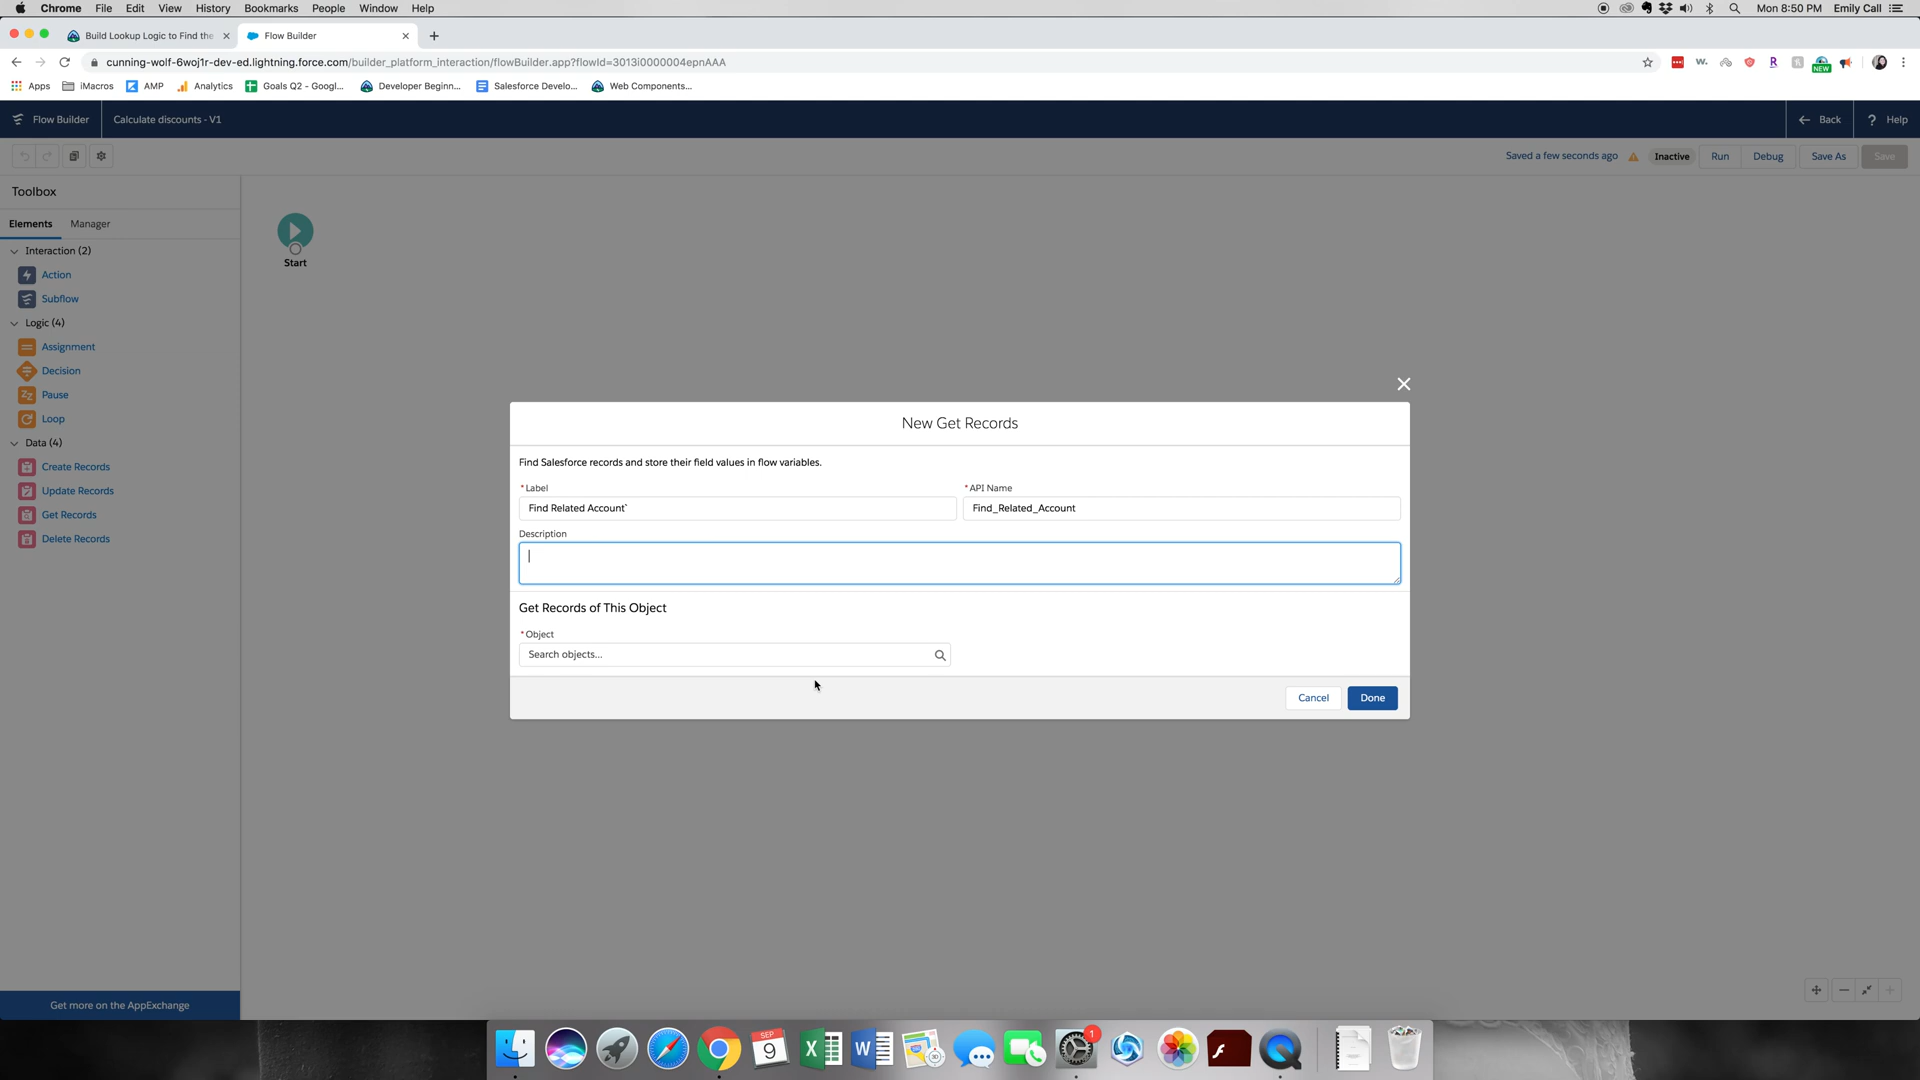 Chrome File Edit View History Bookmarks People Window Help Mon 8:50 PM Emily Call
Build Lookup Logic to Find the Flow Builder
cunning-wolf-6woj1r-dev-ed.lightning.force.com/builder_platform_interaction/flowBuilder.app?flowId=3013i0000004epnAAA
Apps iMacros AMP Analytics Goals Q2 - Googl... Developer Beginn... Salesforce Develo... Web Components...
NEW
Flow Builder Calculate discounts - V1 Back ? Help
Saved a few seconds ago Inactive Run Debug Save As Save
Toolbox
Elements Manager
Interaction (2)
Action
Subflow
Logic (4)
Assignment
Decision
Pause
Loop
Data (4)
Create Records
Update Records
Get Records
Delete Records
Get more on the AppExchange
Start
New Get Records
Find Salesforce records and store their field values in flow variables.
*Label *API Name
Find Related Account` Find_Related_Account
Description
Get Records of This Object
*Object
Search objects...
Cancel Done
SEP
9
1